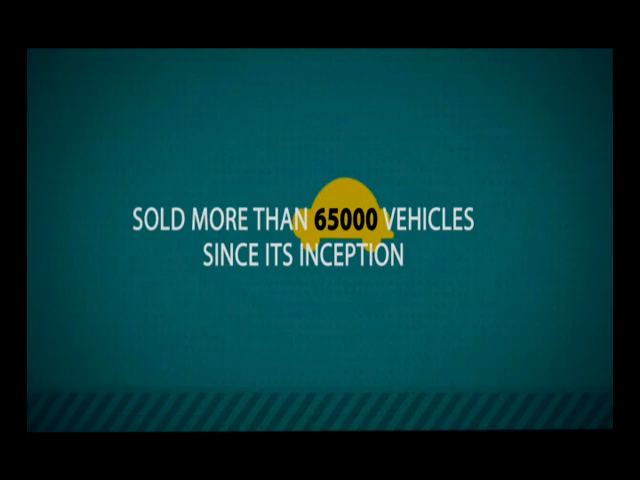 SOLD MORE THAN 65000 VEHICLES
SINCE ITS INCEPTION